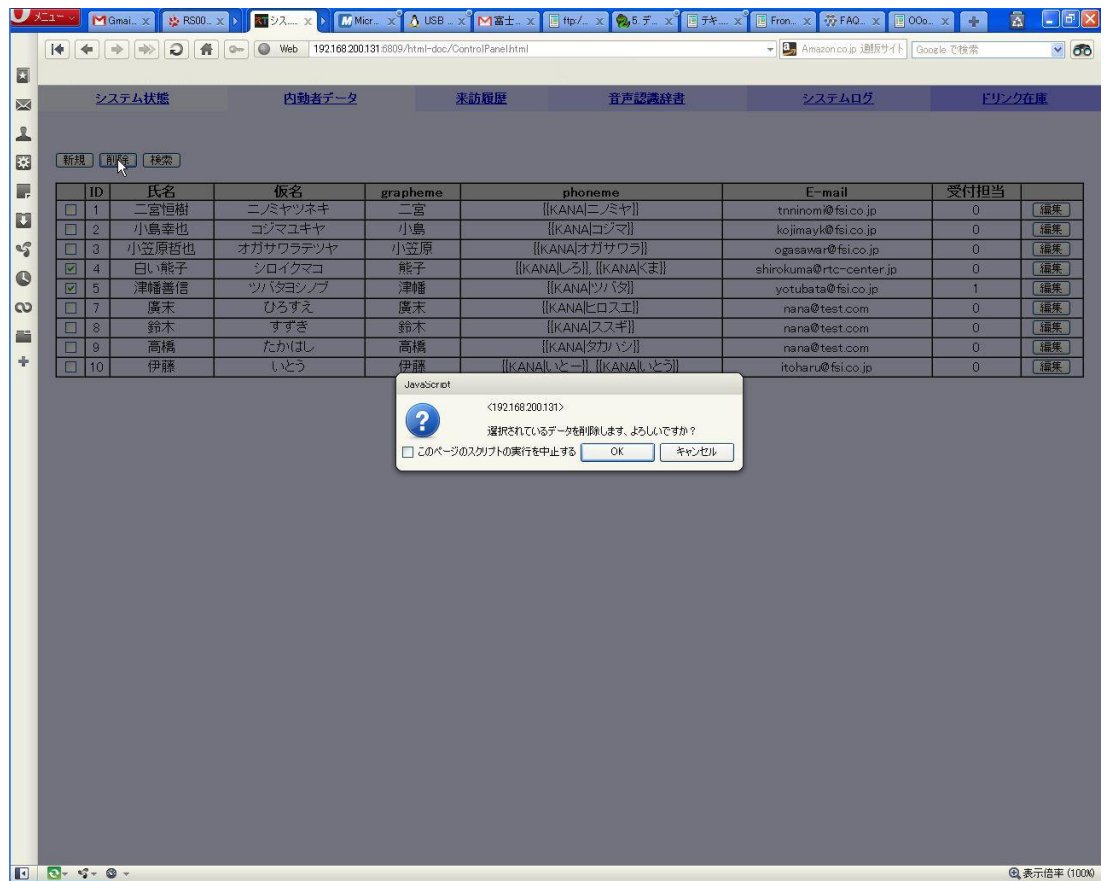 メニュー Gmai... RS00... シス... Micr... USB ... 富士... ftp:/... 5. デ... テキ... Fron... FAQ... OOo...
Web 192.168.200.131:6809/html-doc/ControlPanel.html Amazon.co.jp 通販サイト Google で検索
システム状態 内勤者データ 来訪履歴 音声認識辞書 システムログ ドリンク在庫
新規 削除 検索
ID 氏名 仮名 grapheme phoneme E-mail 受付担当
1 二宮恒樹 ニノミヤツネキ 二宮 {{KANA|ニノミヤ}} tnninomi@fsi.co.jp 0 編集
2 小島幸也 コジマユキヤ 小島 {{KANA|コジマ}} kojimayk@fsi.co.jp 0 編集
3 小笠原哲也 オガサワラテツヤ 小笠原 {{KANA|オガサワラ}} ogasawar@fsi.co.jp 0 編集
4 白い熊子 シロイクマコ 熊子 {{KANA|しろ}}, {{KANA|くま}} shirokuma@rtc-center.jp 0 編集
5 津幡善信 ツバタヨシノブ 津幡 {{KANA|ツバタ}} yotubata@fsi.co.jp 1 編集
7 廣末 ひろすえ 廣末 {{KANA|ヒロスエ}} nana@test.com 0 編集
8 鈴木 すずき 鈴木 {{KANA|スズキ}} nana@test.com 0 編集
9 高橋 たかはし 高橋 {{KANA|タカハシ}} nana@test.com 0 編集
10 伊藤 いとう 伊藤 {{KANA|いとー}}, {{KANA|いとう}} itoharu@fsi.co.jp 0 編集
JavaScript
<192.168.200.131>
選択されているデータを削除します、よろしいですか？
このページのスクリプトの実行を中止する OK キャンセル
表示倍率 (100%)